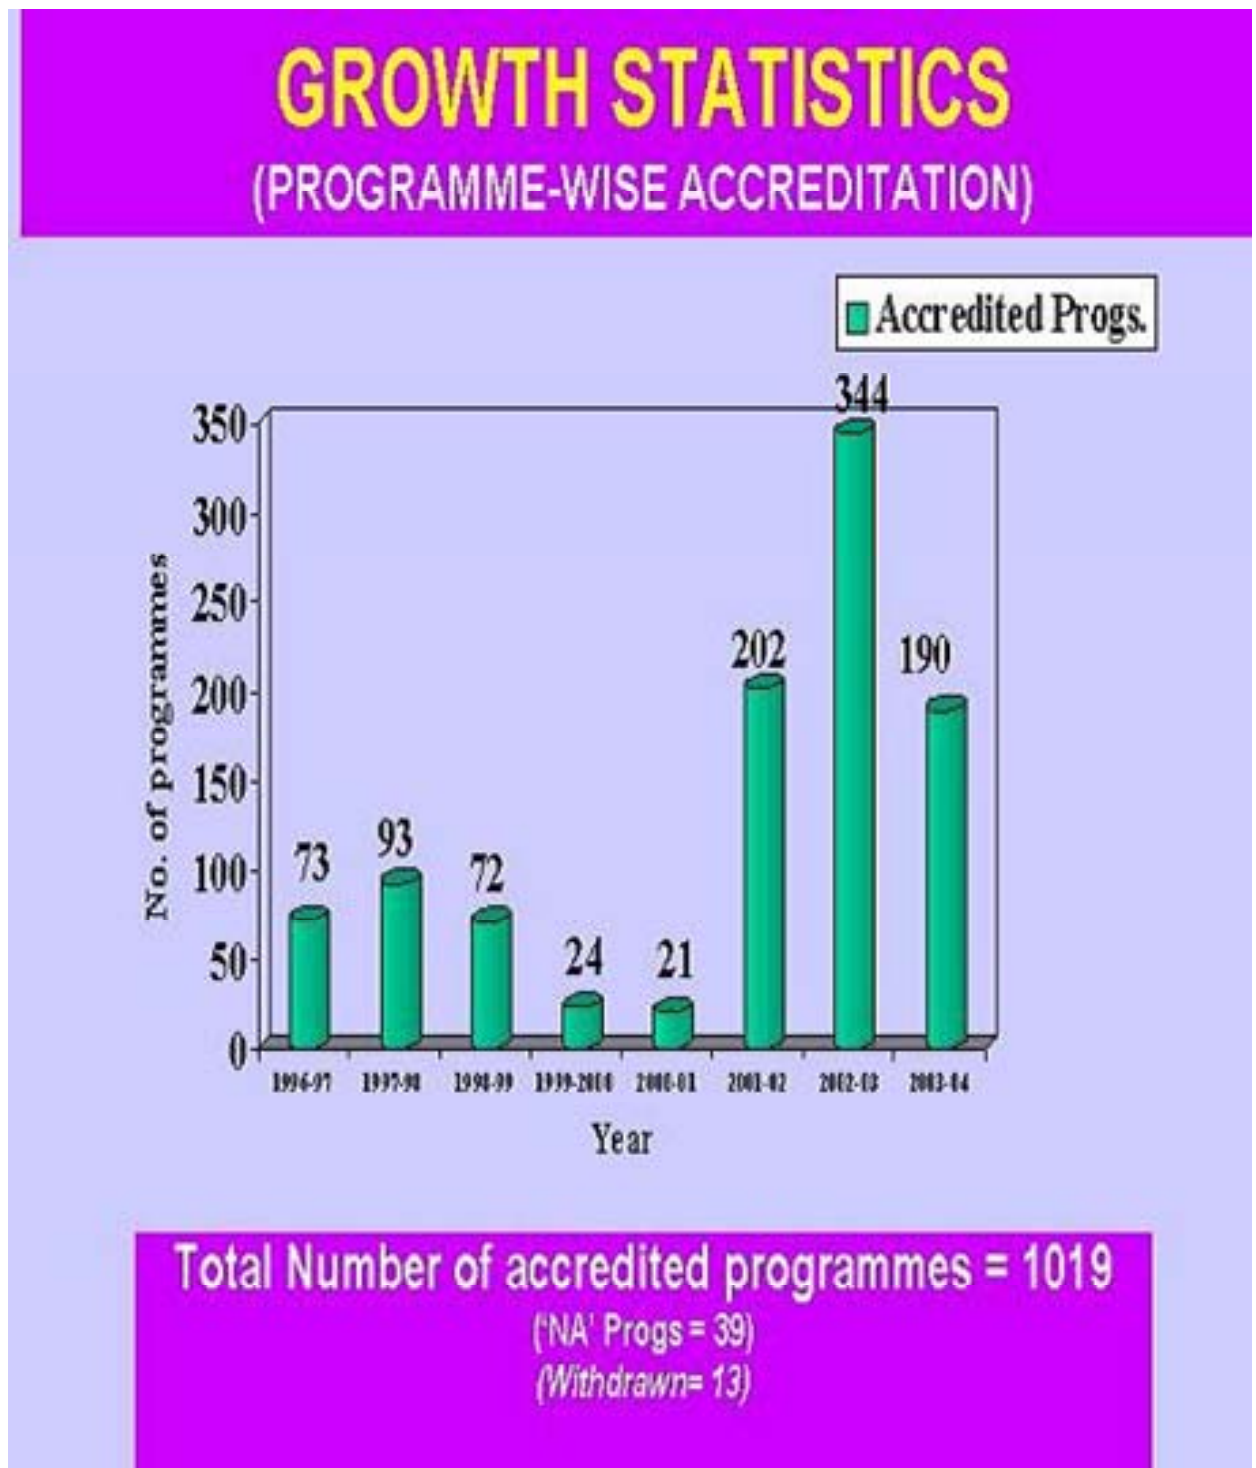 GROWTH STATISTICS
(PROGRAMME-WISE ACCREDITATION)
Accredited Progs.
344
350
300
250
202
190
200
No. of programmes
150
93
73
72
100
24
21
50
0
1996-97 1997-98 1998-99 1999-2000 2000-01 2001-02 2002-03 2003-04
Year
Total Number of accredited programmes = 1019
('NA' Progs = 39)
(Withdrawn= 13)